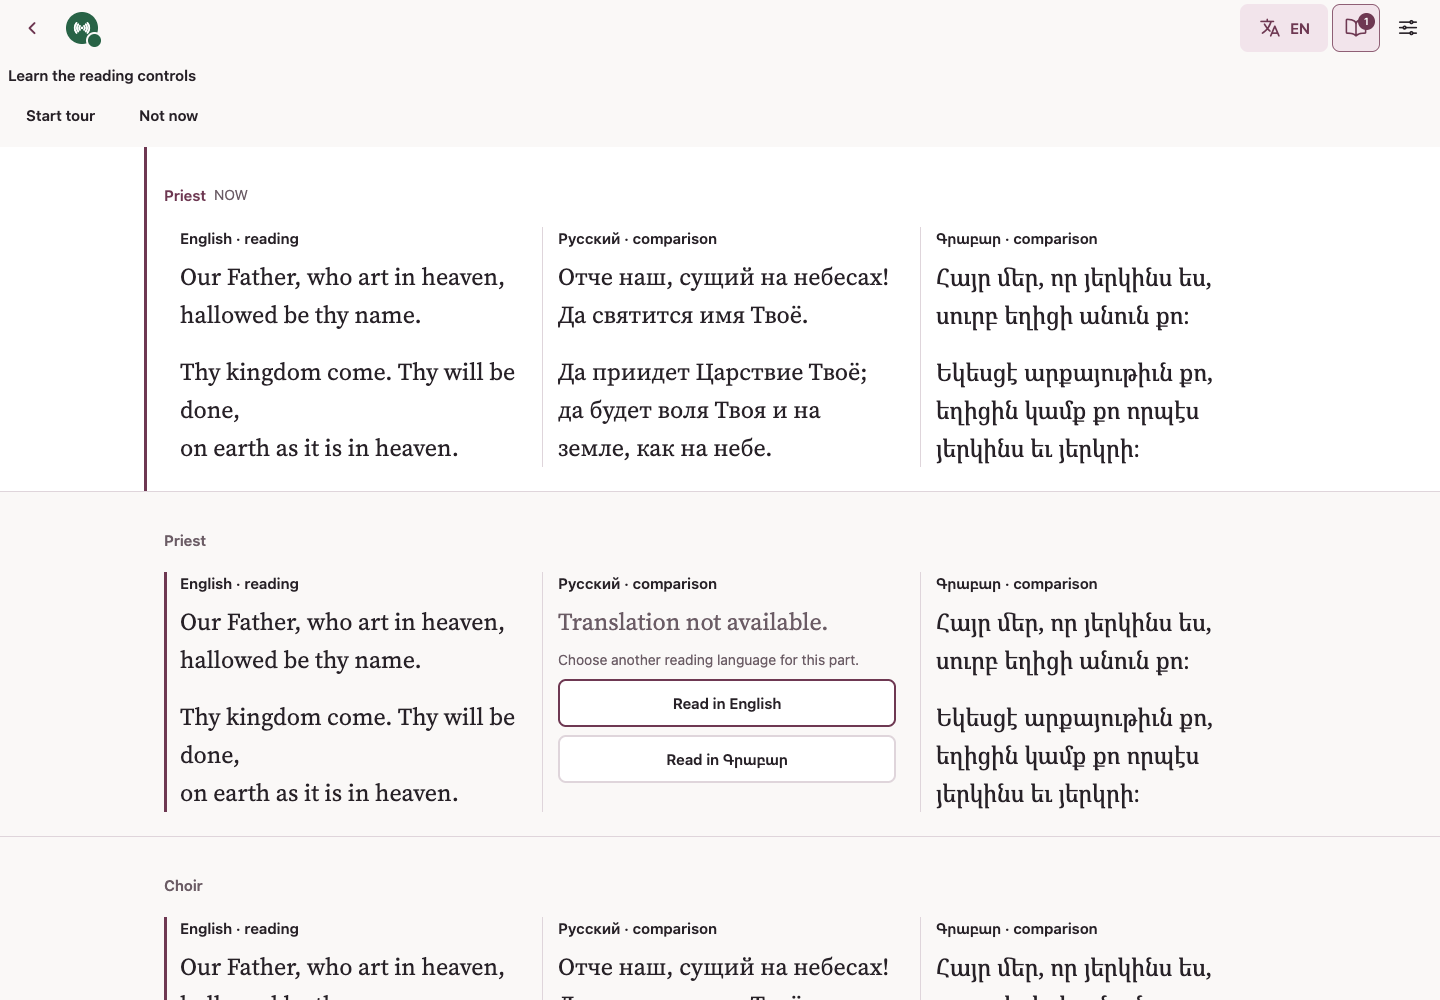 EN
1
Learn the reading controls
Start tour
Not now
Priest NOW
English · reading
Our Father, who art in heaven,
hallowed be thy name.
Thy kingdom come. Thy will be
done,
on earth as it is in heaven.
Русский · comparison
Отче наш, сущий на небесах!
Да святится имя Твоё.
Да приидет Царствие Твоё;
да будет воля Твоя и на
земле, как на небе.
Գրաբար · comparison
Հայր մեր, որ յերկինս ես,
սուրբ եղիցի անուն քո:
Եկեսցէ արքայութիւն քո,
եղիցին կամք քո որպէս
յերկինս եւ յերկրի:
Priest
English · reading
Our Father, who art in heaven,
hallowed be thy name.
Thy kingdom come. Thy will be
done,
on earth as it is in heaven.
Русский · comparison
Translation not available.
Choose another reading language for this part.
Read in English
Read in Գրաբար
Գրաբար · comparison
Հայր մեր, որ յերկինս ես,
սուրբ եղիցի անուն քո:
Եկեսցէ արքայութիւն քո,
եղիցին կամք քո որպէս
յերկինս եւ յերկրի:
Choir
English · reading
Our Father, who art in heaven,
Русский · comparison
Отче наш, сущий на небесах!
Գրաբար · comparison
Հայր մեր, որ յերկինս ես,